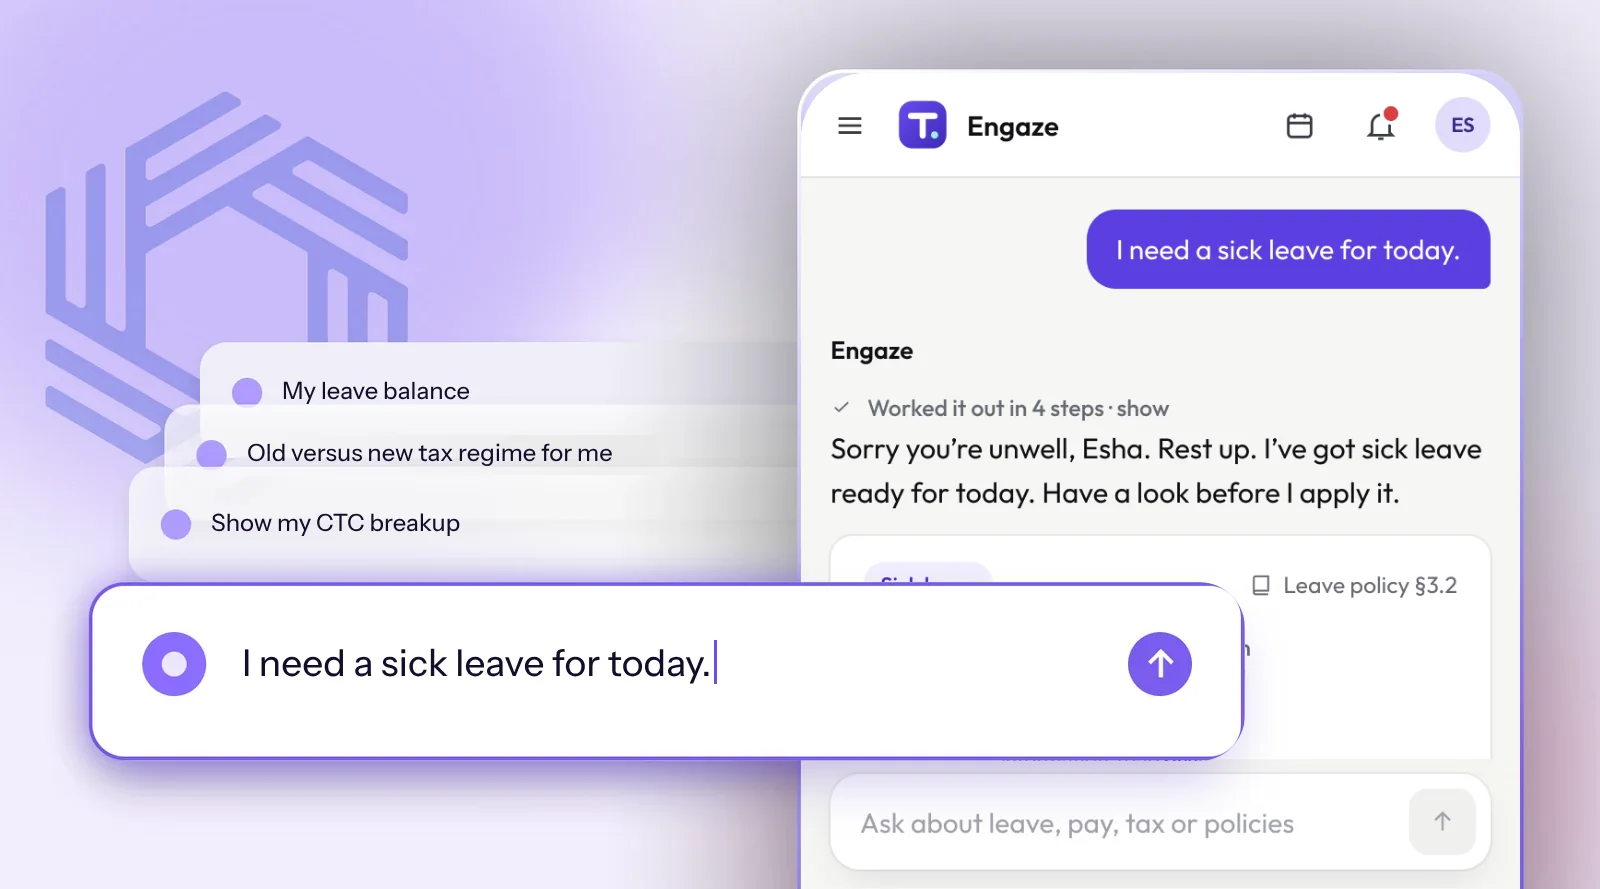 My leave balance
Old versus new tax regime for me
Show my CTC breakup
I need a sick leave for today.
T. Engaze
ES
I need a sick leave for today.
Engaze
Worked it out in 4 steps · show
Sorry you’re unwell, Esha. Rest up. I’ve got sick leave
ready for today. Have a look before I apply it.
Leave policy §3.2
Ask about leave, pay, tax or policies